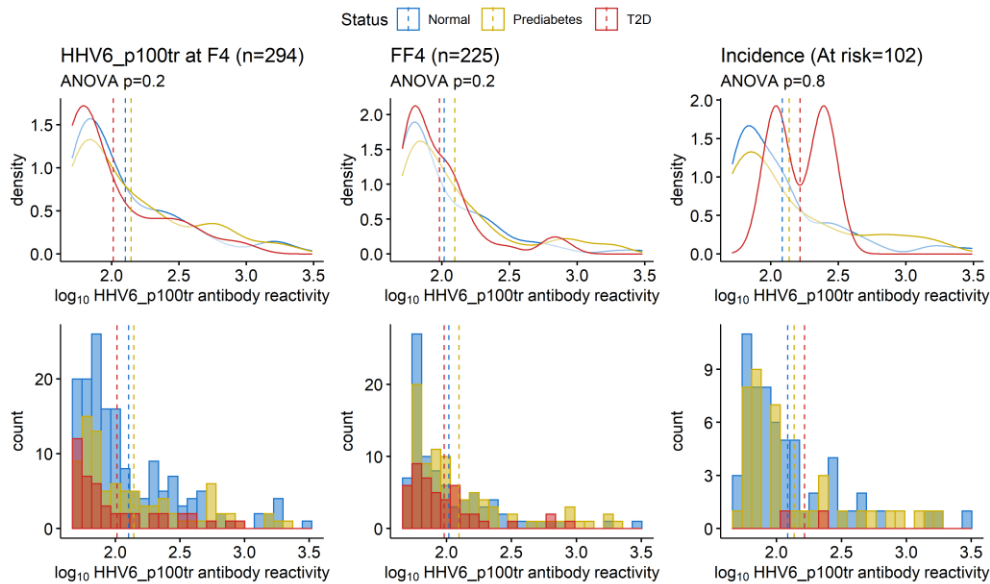 Status Normal Prediabetes T2D
HHV6_p100tr at F4 (n=294)
ANOVA p=0.2
density
1.5
1.0
0.5
0.0
2.0 2.5 3.0 3.5
log10 HHV6_p100tr antibody reactivity
FF4 (n=225)
ANOVA p=0.2
density
2.0
1.5
1.0
0.5
0.0
2.0 2.5 3.0 3.5
log10 HHV6_p100tr antibody reactivity
Incidence (At risk=102)
ANOVA p=0.8
density
2.0
1.5
1.0
0.5
0.0
2.0 2.5 3.0 3.5
log10 HHV6_p100tr antibody reactivity
count
20
10
0
2.0 2.5 3.0 3.5
log10 HHV6_p100tr antibody reactivity
count
20
10
0
2.0 2.5 3.0 3.5
log10 HHV6_p100tr antibody reactivity
count
9
6
3
0
2.0 2.5 3.0 3.5
log10 HHV6_p100tr antibody reactivity